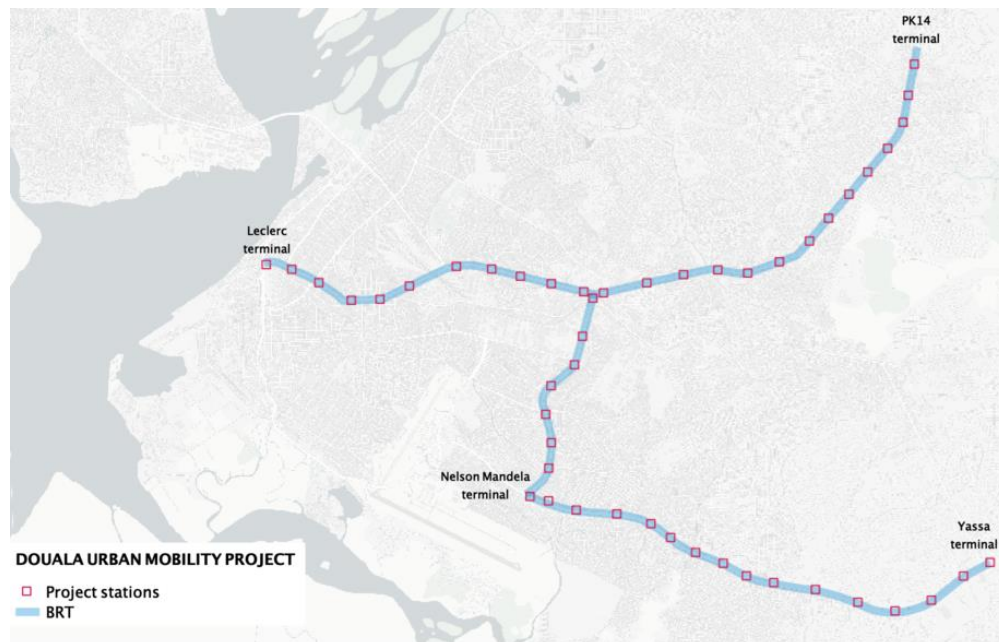 PK14
terminal
Leclerc
terminal
Nelson Mandela
terminal
Yassa
terminal
DOUALA URBAN MOBILITY PROJECT
Project stations
BRT